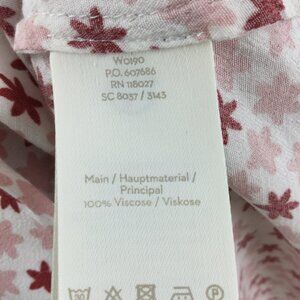 W0190
P.O. 607686
RN 118027
SC 8037 / 3143
Main / Hauptmaterial /
Principal
100% Viscose / Viskose